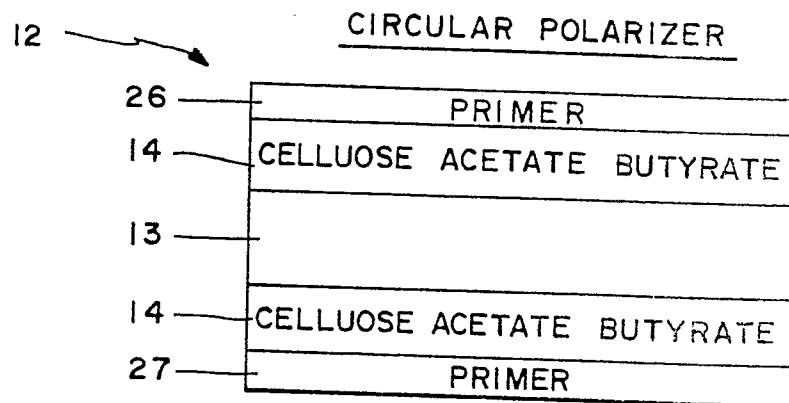 CIRCULAR POLARIZER
12
26 PRIMER
14 CELLUOSE ACETATE BUTYRATE
13
14 CELLUOSE ACETATE BUTYRATE
27 PRIMER